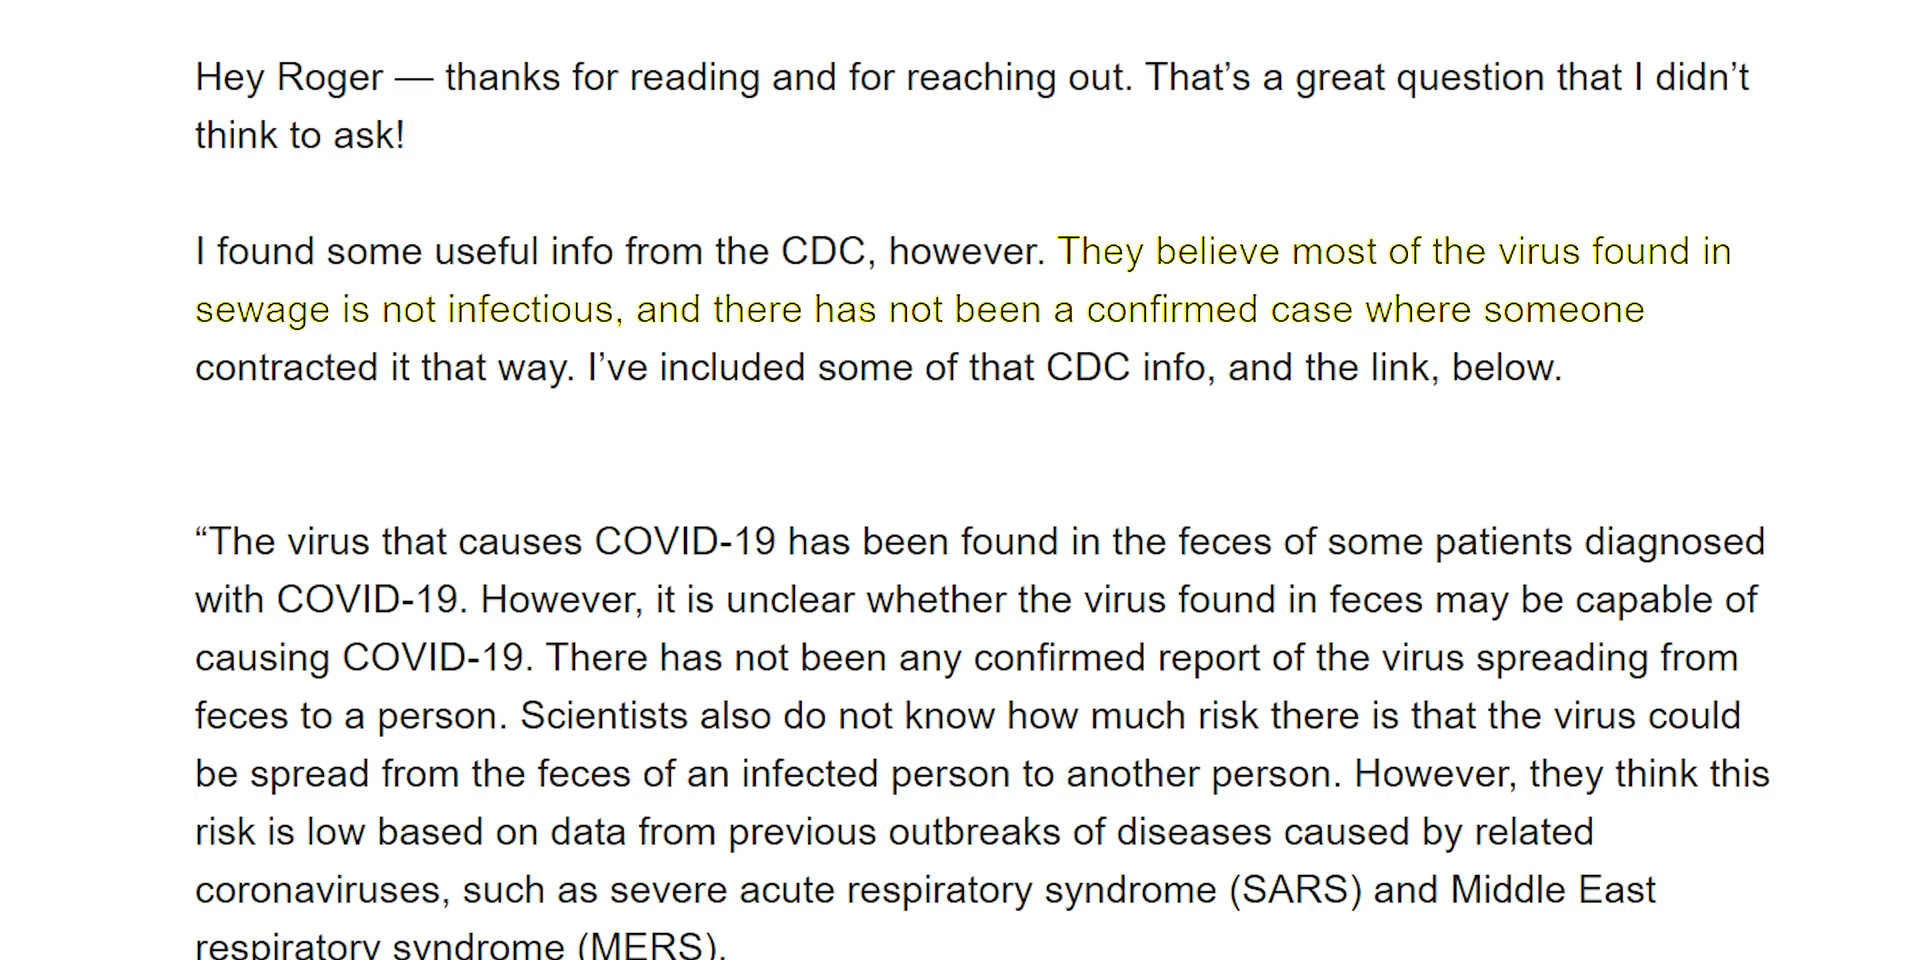 Hey Roger — thanks for reading and for reaching out. That’s a great question that I didn’t
think to ask!
I found some useful info from the CDC, however. They believe most of the virus found in
sewage is not infectious, and there has not been a confirmed case where someone
contracted it that way. I’ve included some of that CDC info, and the link, below.
“The virus that causes COVID-19 has been found in the feces of some patients diagnosed
with COVID-19. However, it is unclear whether the virus found in feces may be capable of
causing COVID-19. There has not been any confirmed report of the virus spreading from
feces to a person. Scientists also do not know how much risk there is that the virus could
be spread from the feces of an infected person to another person. However, they think this
risk is low based on data from previous outbreaks of diseases caused by related
coronaviruses, such as severe acute respiratory syndrome (SARS) and Middle East
respiratory syndrome (MERS).